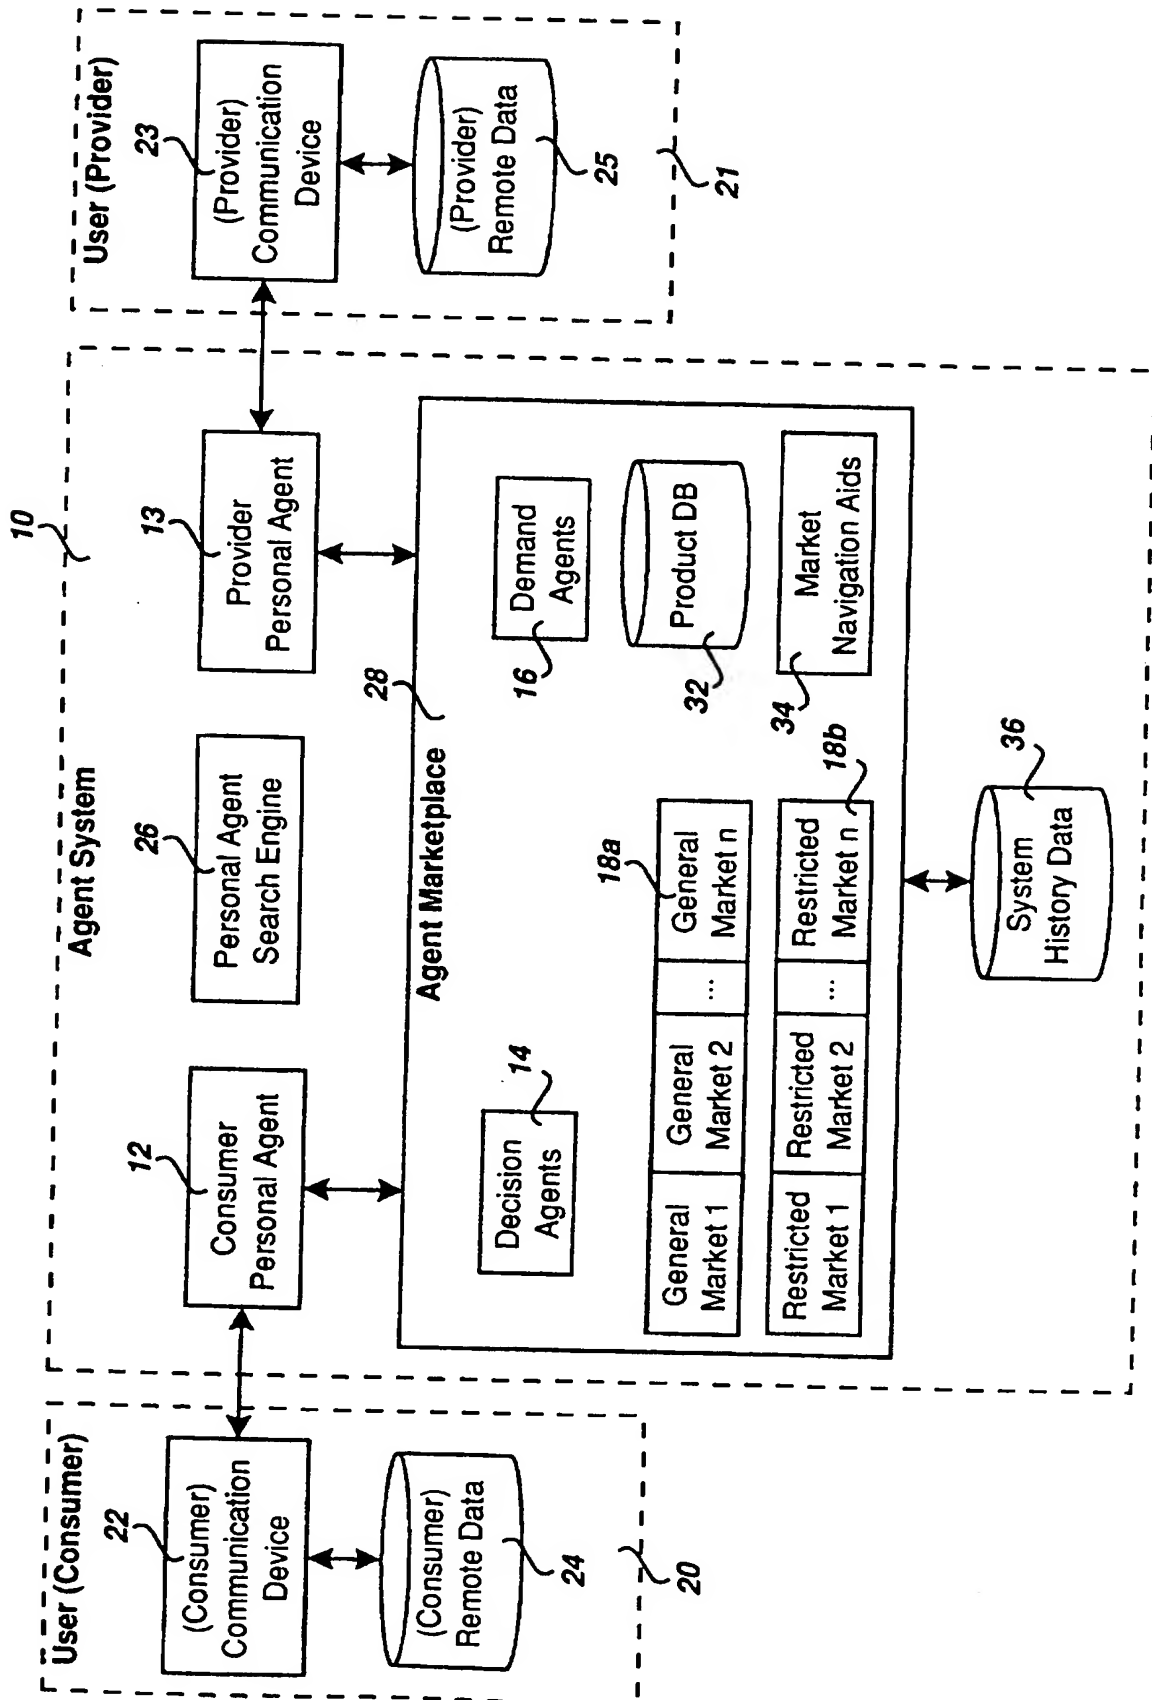 User (Consumer)
22
(Consumer)
Communication
Device
(Consumer)
Remote Data
24
20
10
Agent System
12
Consumer
Personal Agent
26
Personal Agent
Search Engine
13
Provider
Personal Agent
Agent Marketplace
28
Decision
Agents
14
Demand
Agents
16
18a
General
Market 1
General
Market 2
....
General
Market n
Restricted
Market 1
Restricted
Market 2
....
Restricted
Market n
18b
Product DB
32
Market
Navigation Aids
34
System
History Data
36
User (Provider)
23
(Provider)
Communication
Device
(Provider)
Remote Data
25
21